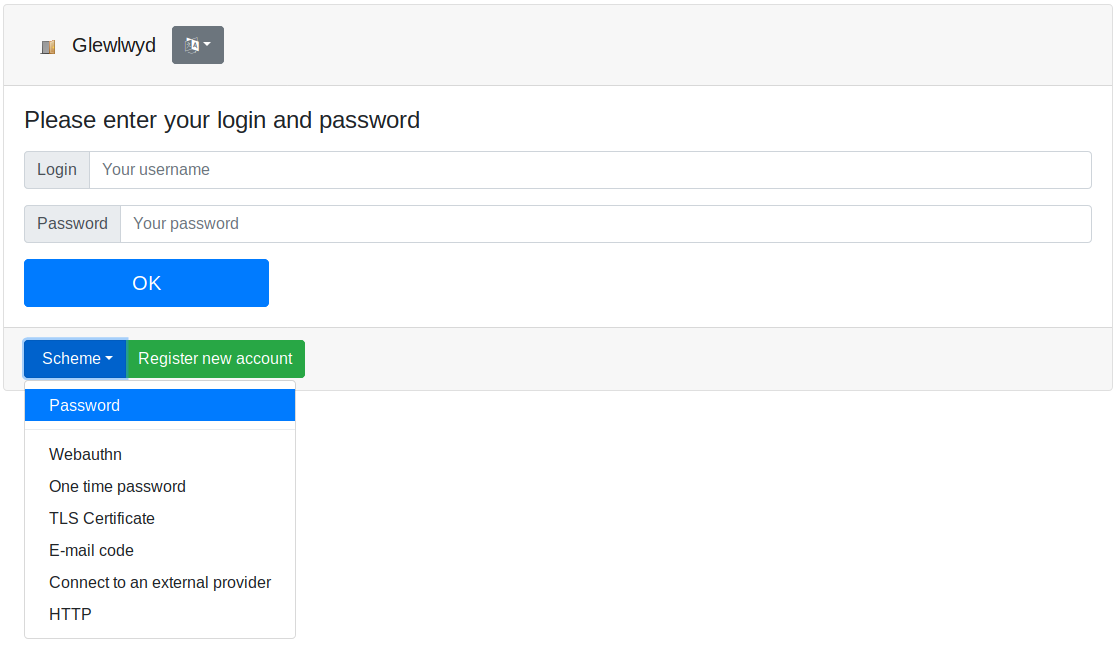 Glewlwyd
Please enter your login and password
Login Your username
Password Your password
OK
Scheme Register new account
Password
Webauthn
One time password
TLS Certificate
E-mail code
Connect to an external provider
HTTP